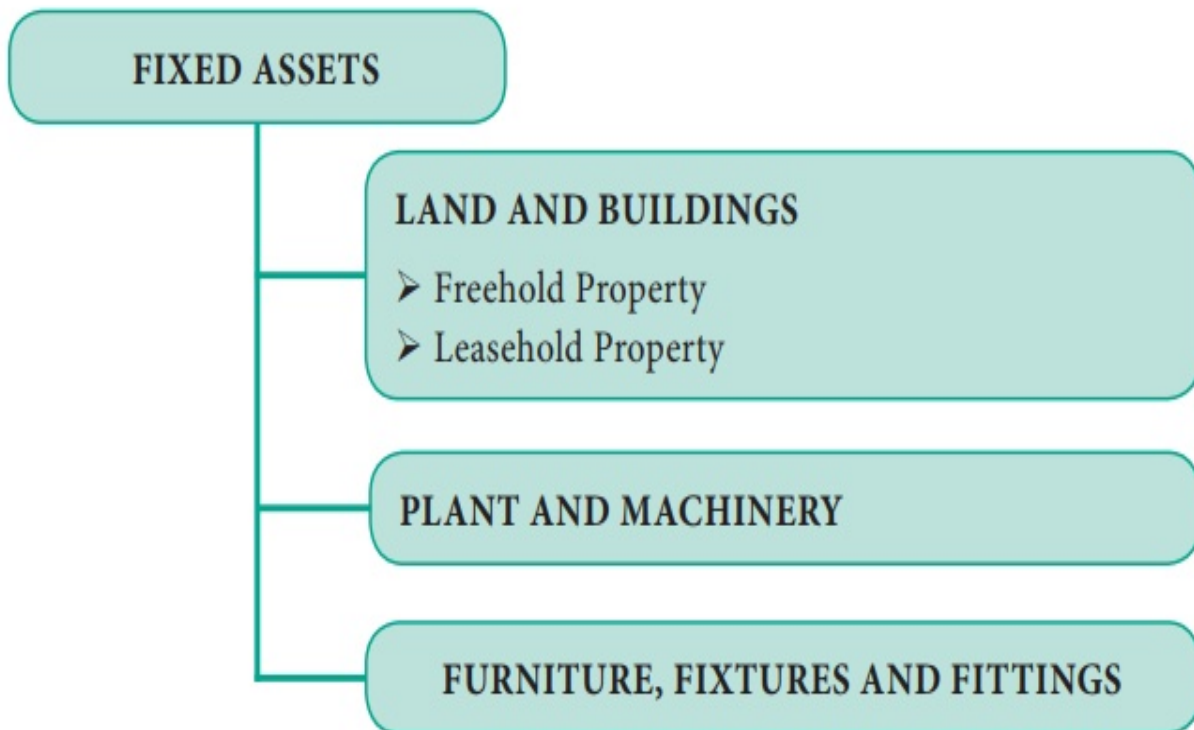 FIXED ASSETS
LAND AND BUILDINGS
➢ Freehold Property
➢ Leasehold Property
PLANT AND MACHINERY
FURNITURE, FIXTURES AND FITTINGS